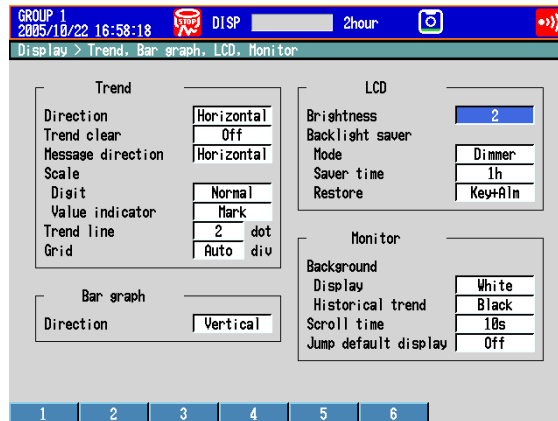 GROUP 1
2005/10/22 16:58:18
STOP
DISP
2hour
Display > Trend, Bar graph, LCD, Monitor
Trend
Direction Horizontal
Trend clear Off
Message direction Horizontal
Scale
Digit Normal
Value indicator Mark
Trend line 2 dot
Grid Auto div
Bar graph
Direction Vertical
LCD
Brightness 2
Backlight saver
Mode Dimmer
Saver time 1h
Restore Key+Alm
Monitor
Background
Display White
Historical trend Black
Scroll time 10s
Jump default display Off
1 2 3 4 5 6